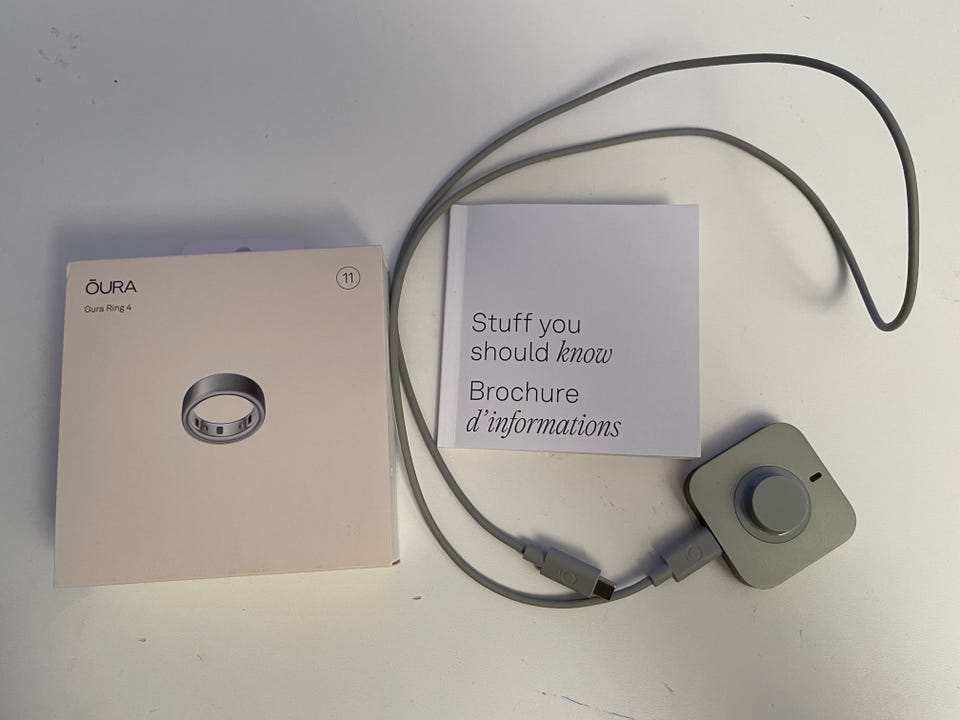 ŌURA
Oura Ring 4
11
Stuff you
should know
Brochure
d'informations